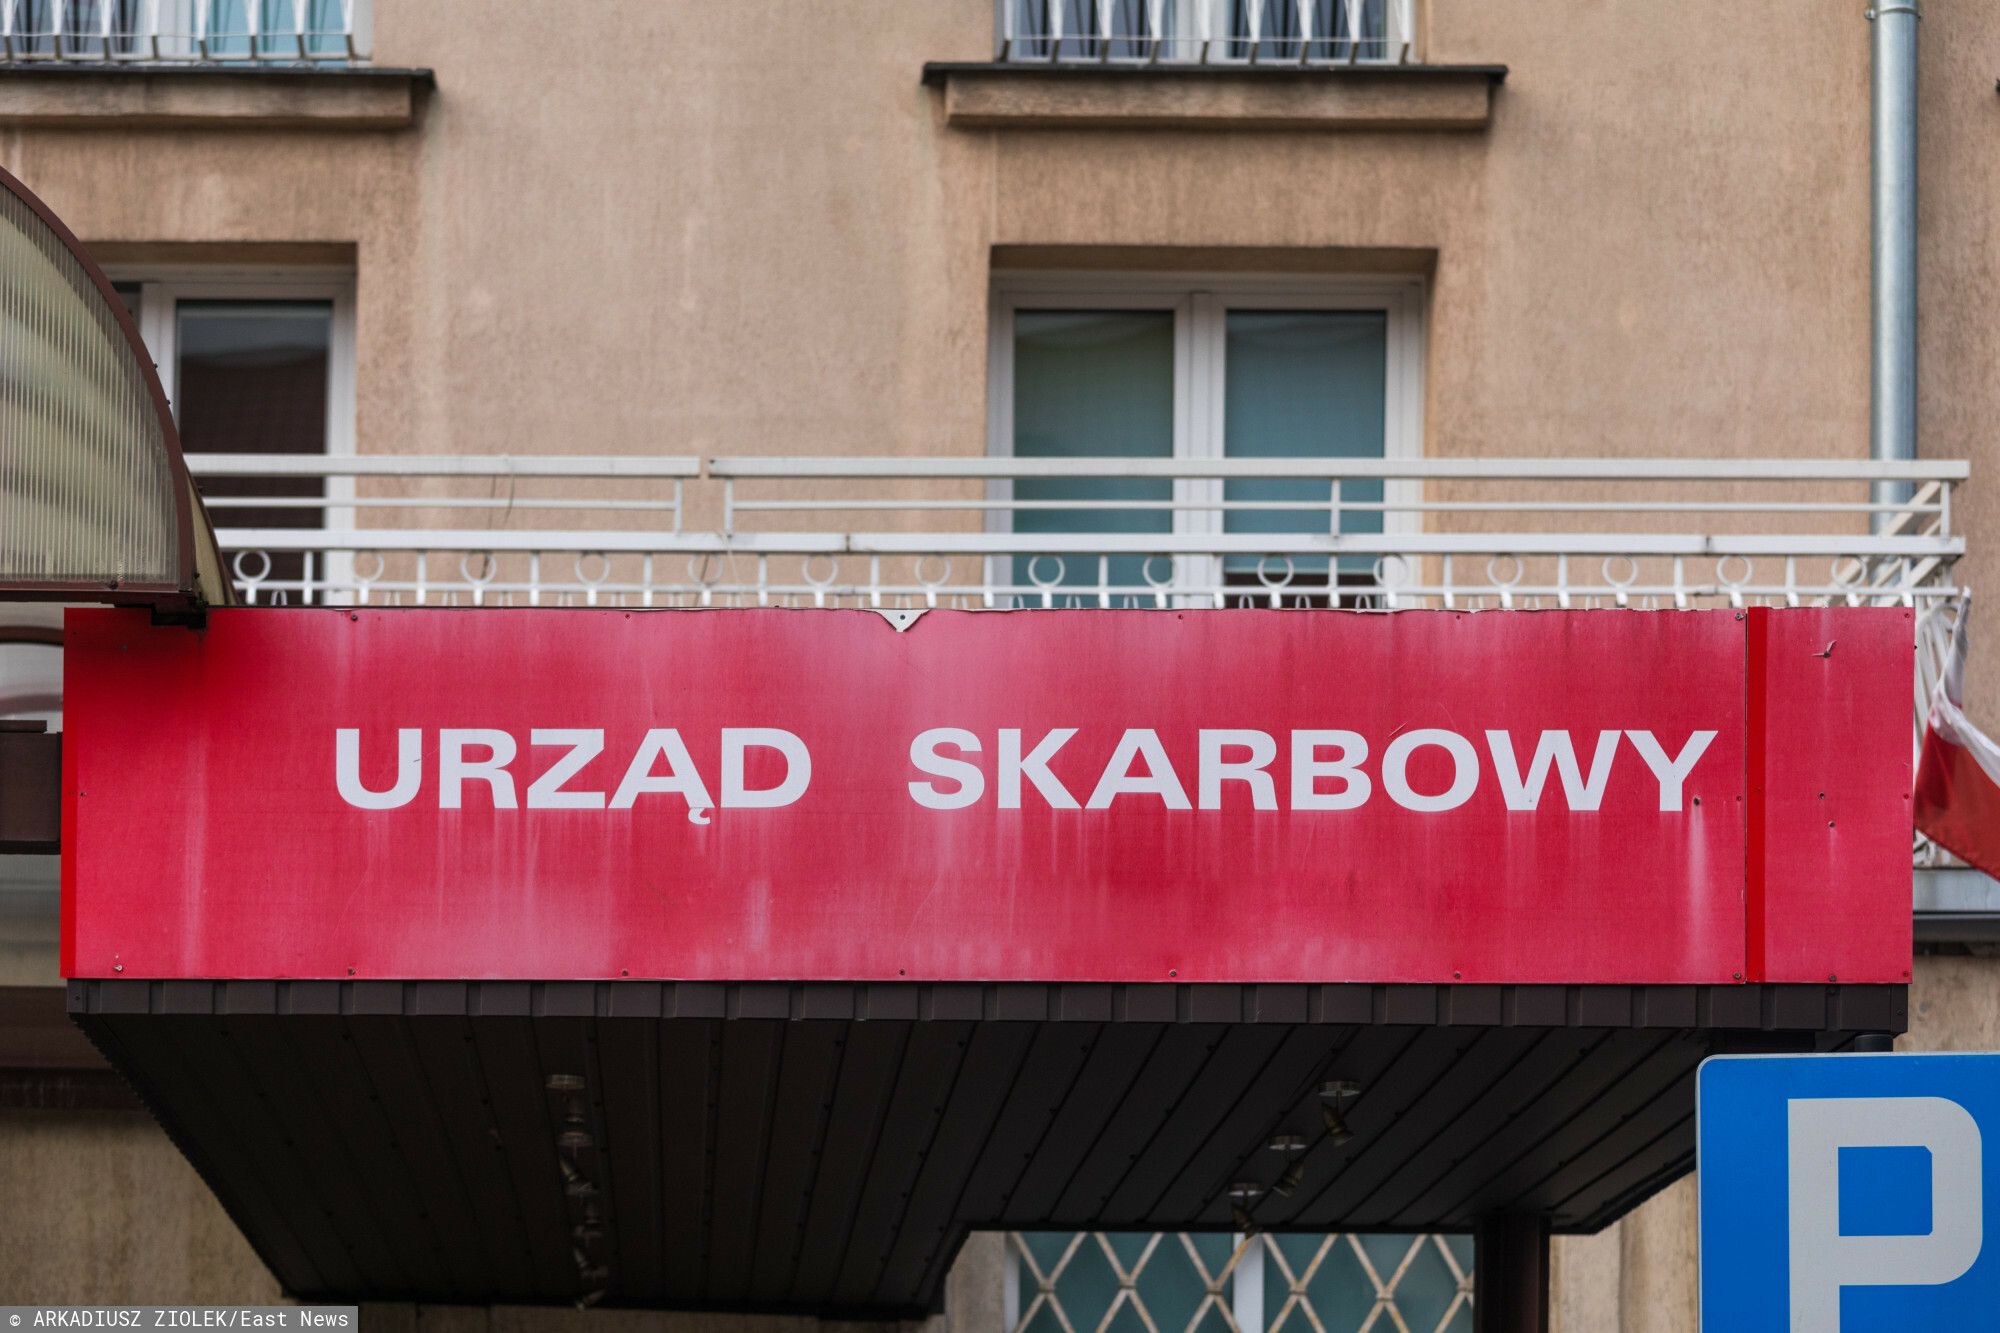 URZĄD SKARBOWY
P
© ARKADIUSZ ZIOLEK/East News